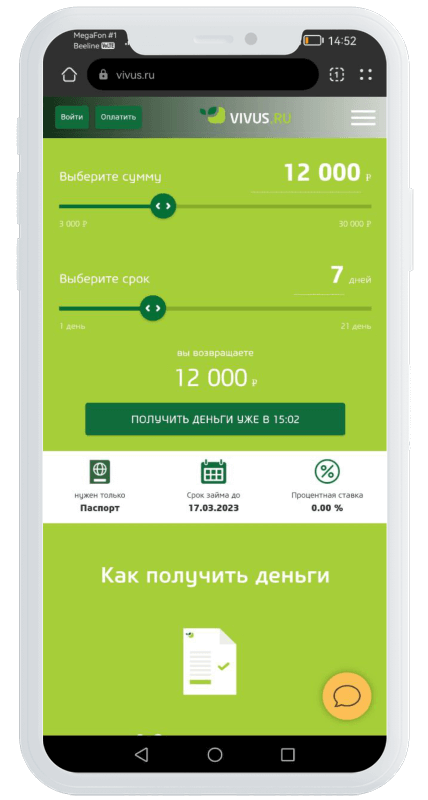 MegaFon #1
Beeline VoLTE
14:52
vivus.ru
1
Войти
Оплатить
VIVUS.RU
Выберите сумму
12 000 ₽
3 000 ₽
30 000 ₽
Выберите срок
7 дней
1 день
21 день
вы возвращаете
12 000 ₽
ПОЛУЧИТЬ ДЕНЬГИ УЖЕ В 15:02
нужен только
Паспорт
Срок займа до
17.03.2023
Процентная ставка
0.00 %
Как получить деньги